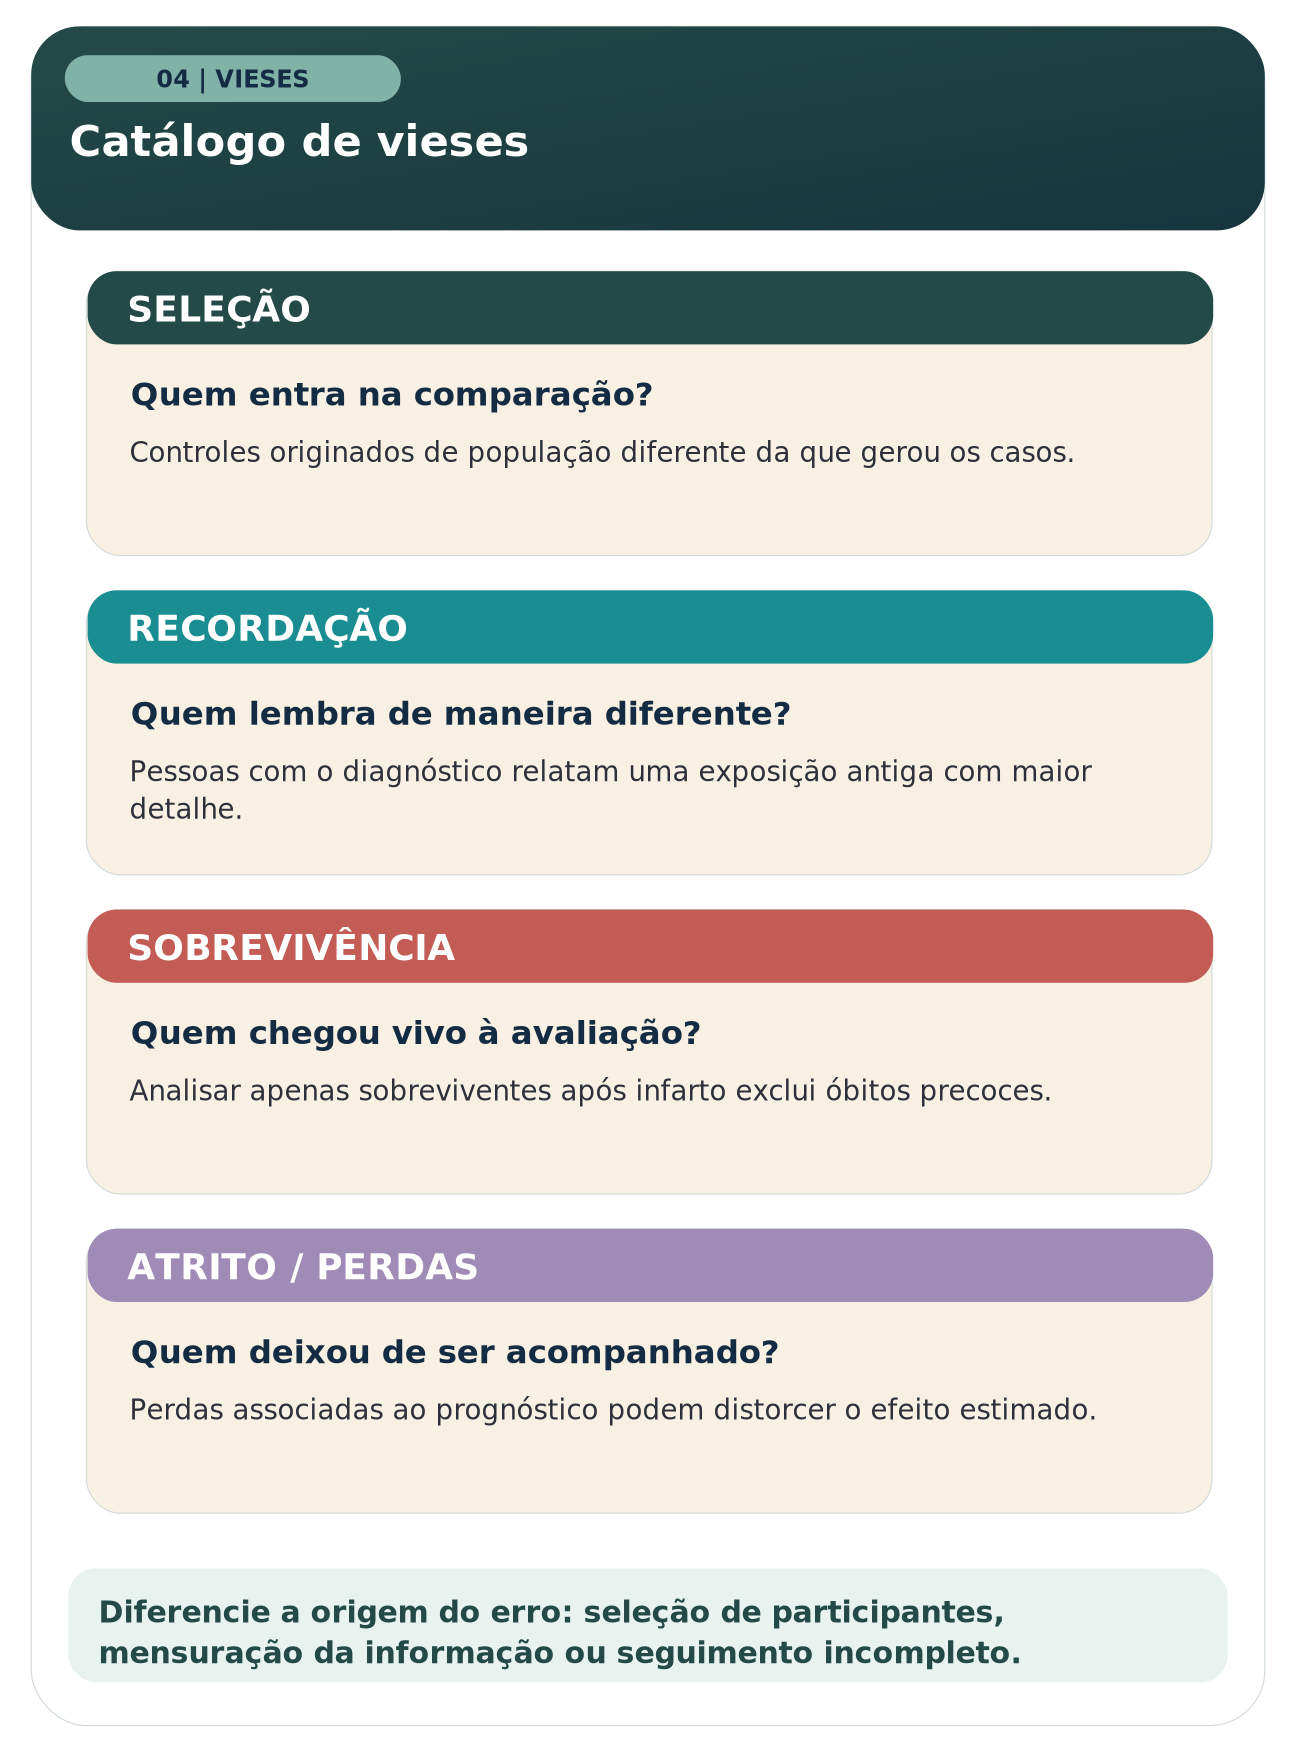 04 | VIESES
Catálogo de vieses
SELEÇÃO
Quem entra na comparação?
Controles originados de população diferente da que gerou os casos.
RECORDAÇÃO
Quem lembra de maneira diferente?
Pessoas com o diagnóstico relatam uma exposição antiga com maior
detalhe.
SOBREVIVÊNCIA
Quem chegou vivo à avaliação?
Analisar apenas sobreviventes após infarto exclui óbitos precoces.
ATRITO / PERDAS
Quem deixou de ser acompanhado?
Perdas associadas ao prognóstico podem distorcer o efeito estimado.
Diferencie a origem do erro: seleção de participantes,
mensuração da informação ou seguimento incompleto.